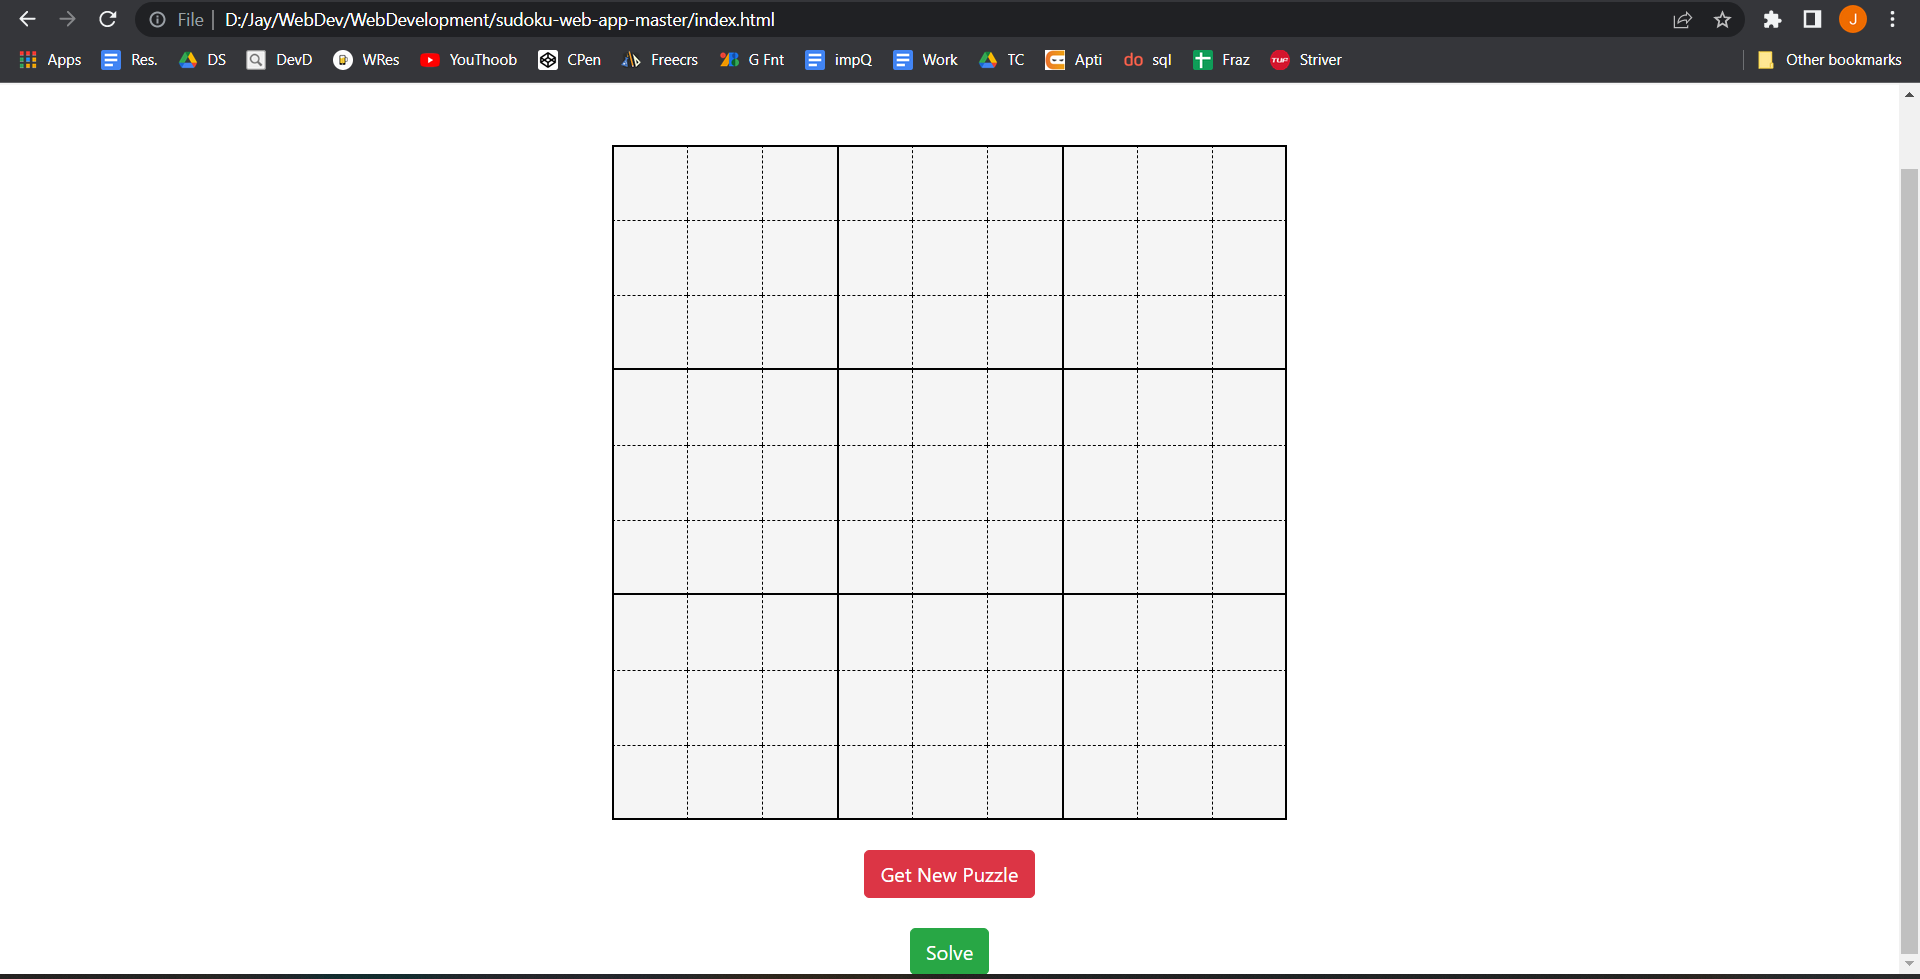 File D:/Jay/WebDev/WebDevelopment/sudoku-web-app-master/index.html J
Apps Res. DS DevD WRes YouThoob CPen Freecrs G Fnt impQ Work TC Apti do sql Fraz TUF Striver Other bookmarks
Get New Puzzle
Solve